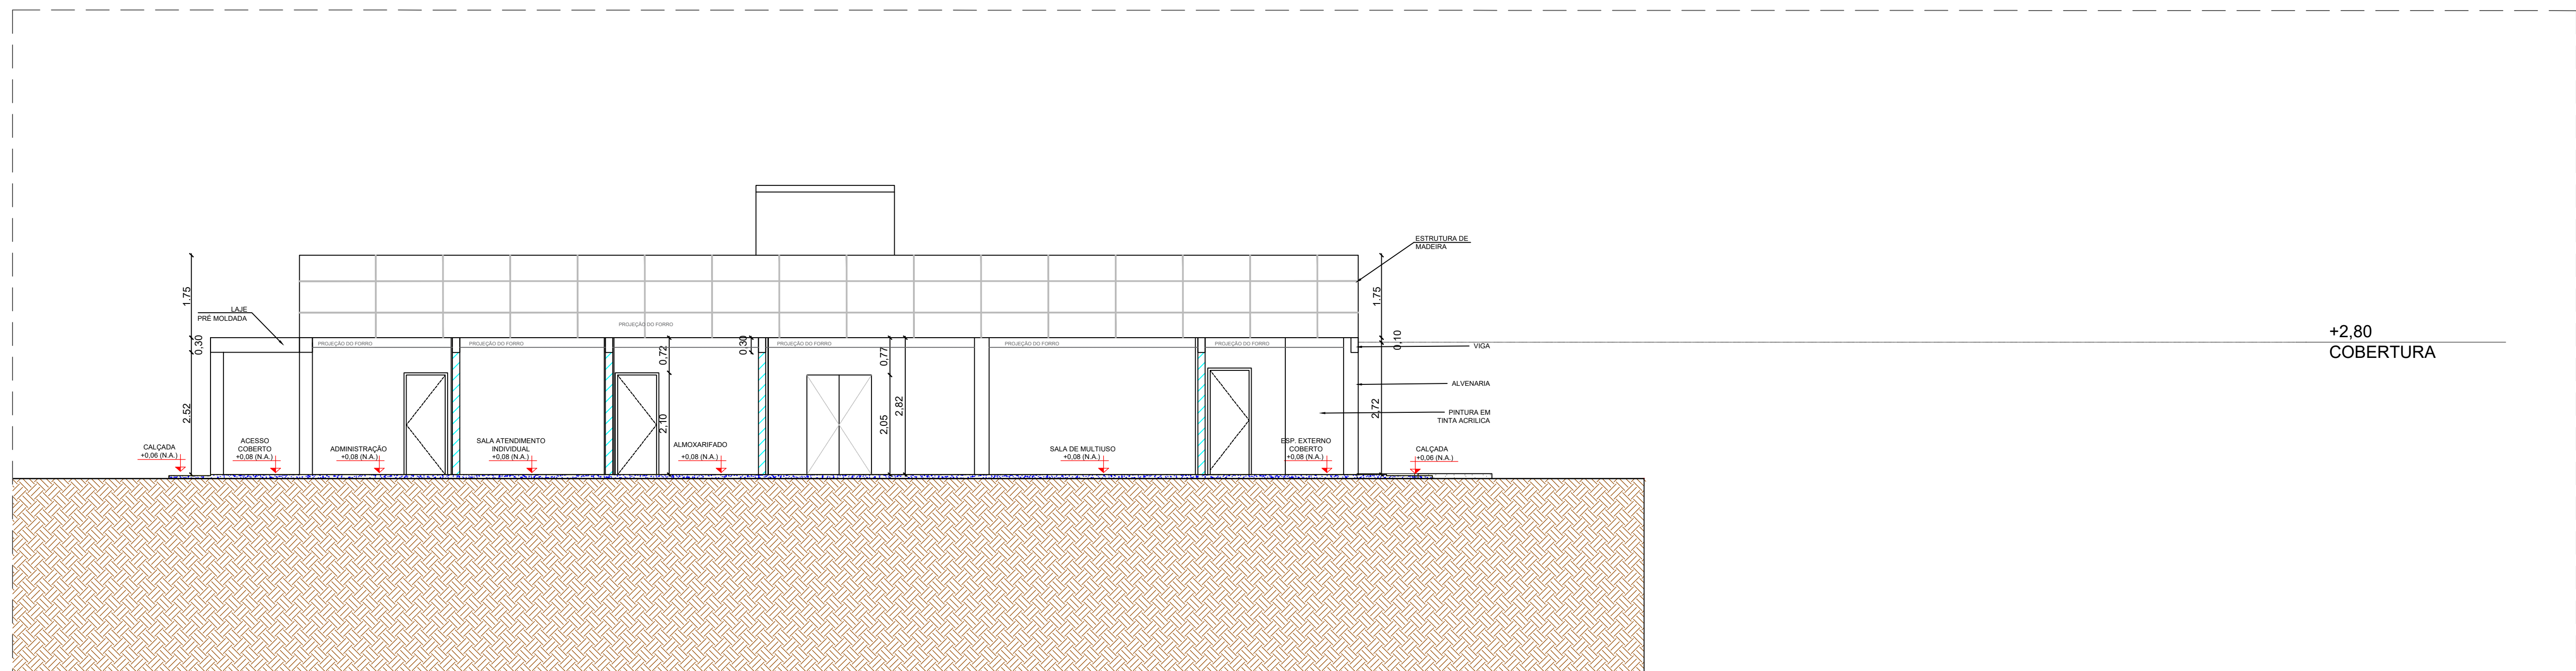 ESTRUTURA DE
MADEIRA
1.75
1.75
LAJE
PRÉ MOLDADA
PROJEÇÃO DO FORRO
+2,80
COBERTURA
0,30
PROJEÇÃO DO FORRO
PROJEÇÃO DO FORRO
0,72
0,30
PROJEÇÃO DO FORRO
0,77
PROJEÇÃO DO FORRO
PROJEÇÃO DO FORRO
0,10
VIGA
ALVENARIA
PINTURA EM
TINTA ACRILICA
2,52
2,10
2,05
2,82
2,72
CALÇADA
+0,06 (N.A.)
ACESSO
COBERTO
+0,08 (N.A.)
ADMINISTRAÇÃO
+0,08 (N.A.)
SALA ATENDIMENTO
INDIVIDUAL
+0,08 (N.A.)
ALMOXARIFADO
+0,08 (N.A.)
SALA DE MULTIUSO
+0,08 (N.A.)
ESP. EXTERNO
COBERTO
+0,08 (N.A.)
CALÇADA
+0,06 (N.A.)